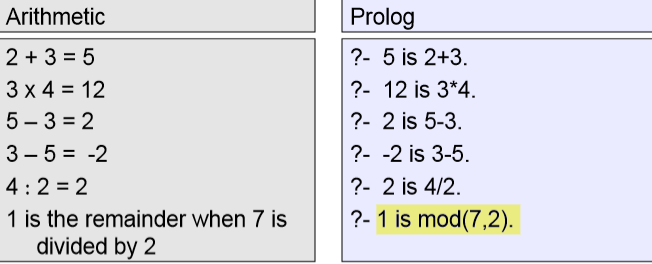 Arithmetic
2 + 3 = 5
3 x 4 = 12
5 – 3 = 2
3 – 5 = -2
4 : 2 = 2
1 is the remainder when 7 is
divided by 2
Prolog
?- 5 is 2+3.
?- 12 is 3*4.
?- 2 is 5-3.
?- -2 is 3-5.
?- 2 is 4/2.
?- 1 is mod(7,2).